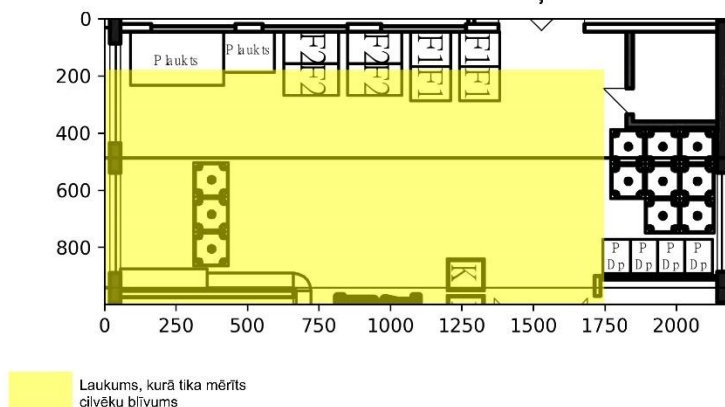 0
200
400
600
800
Plaukts
Plaukts
F2 F2 F1 F1
F2 F2 F1 F1
K
P P P P
Dp Dp Dp Dp
0 250 500 750 1000 1250 1500 1750 2000
Laukums, kurā tika mērīts
cilvēku blīvums